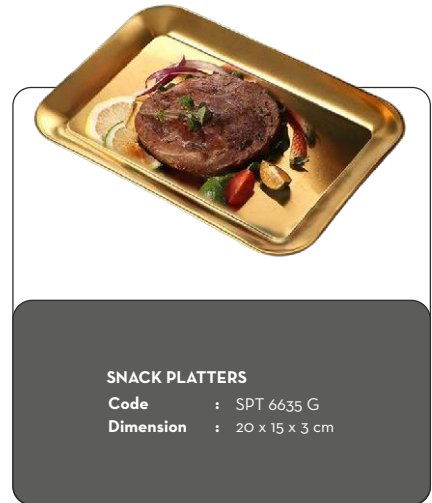 SNACK PLATTERS
Code : SPT 6635 G
Dimension : 20 x 15 x 3 cm